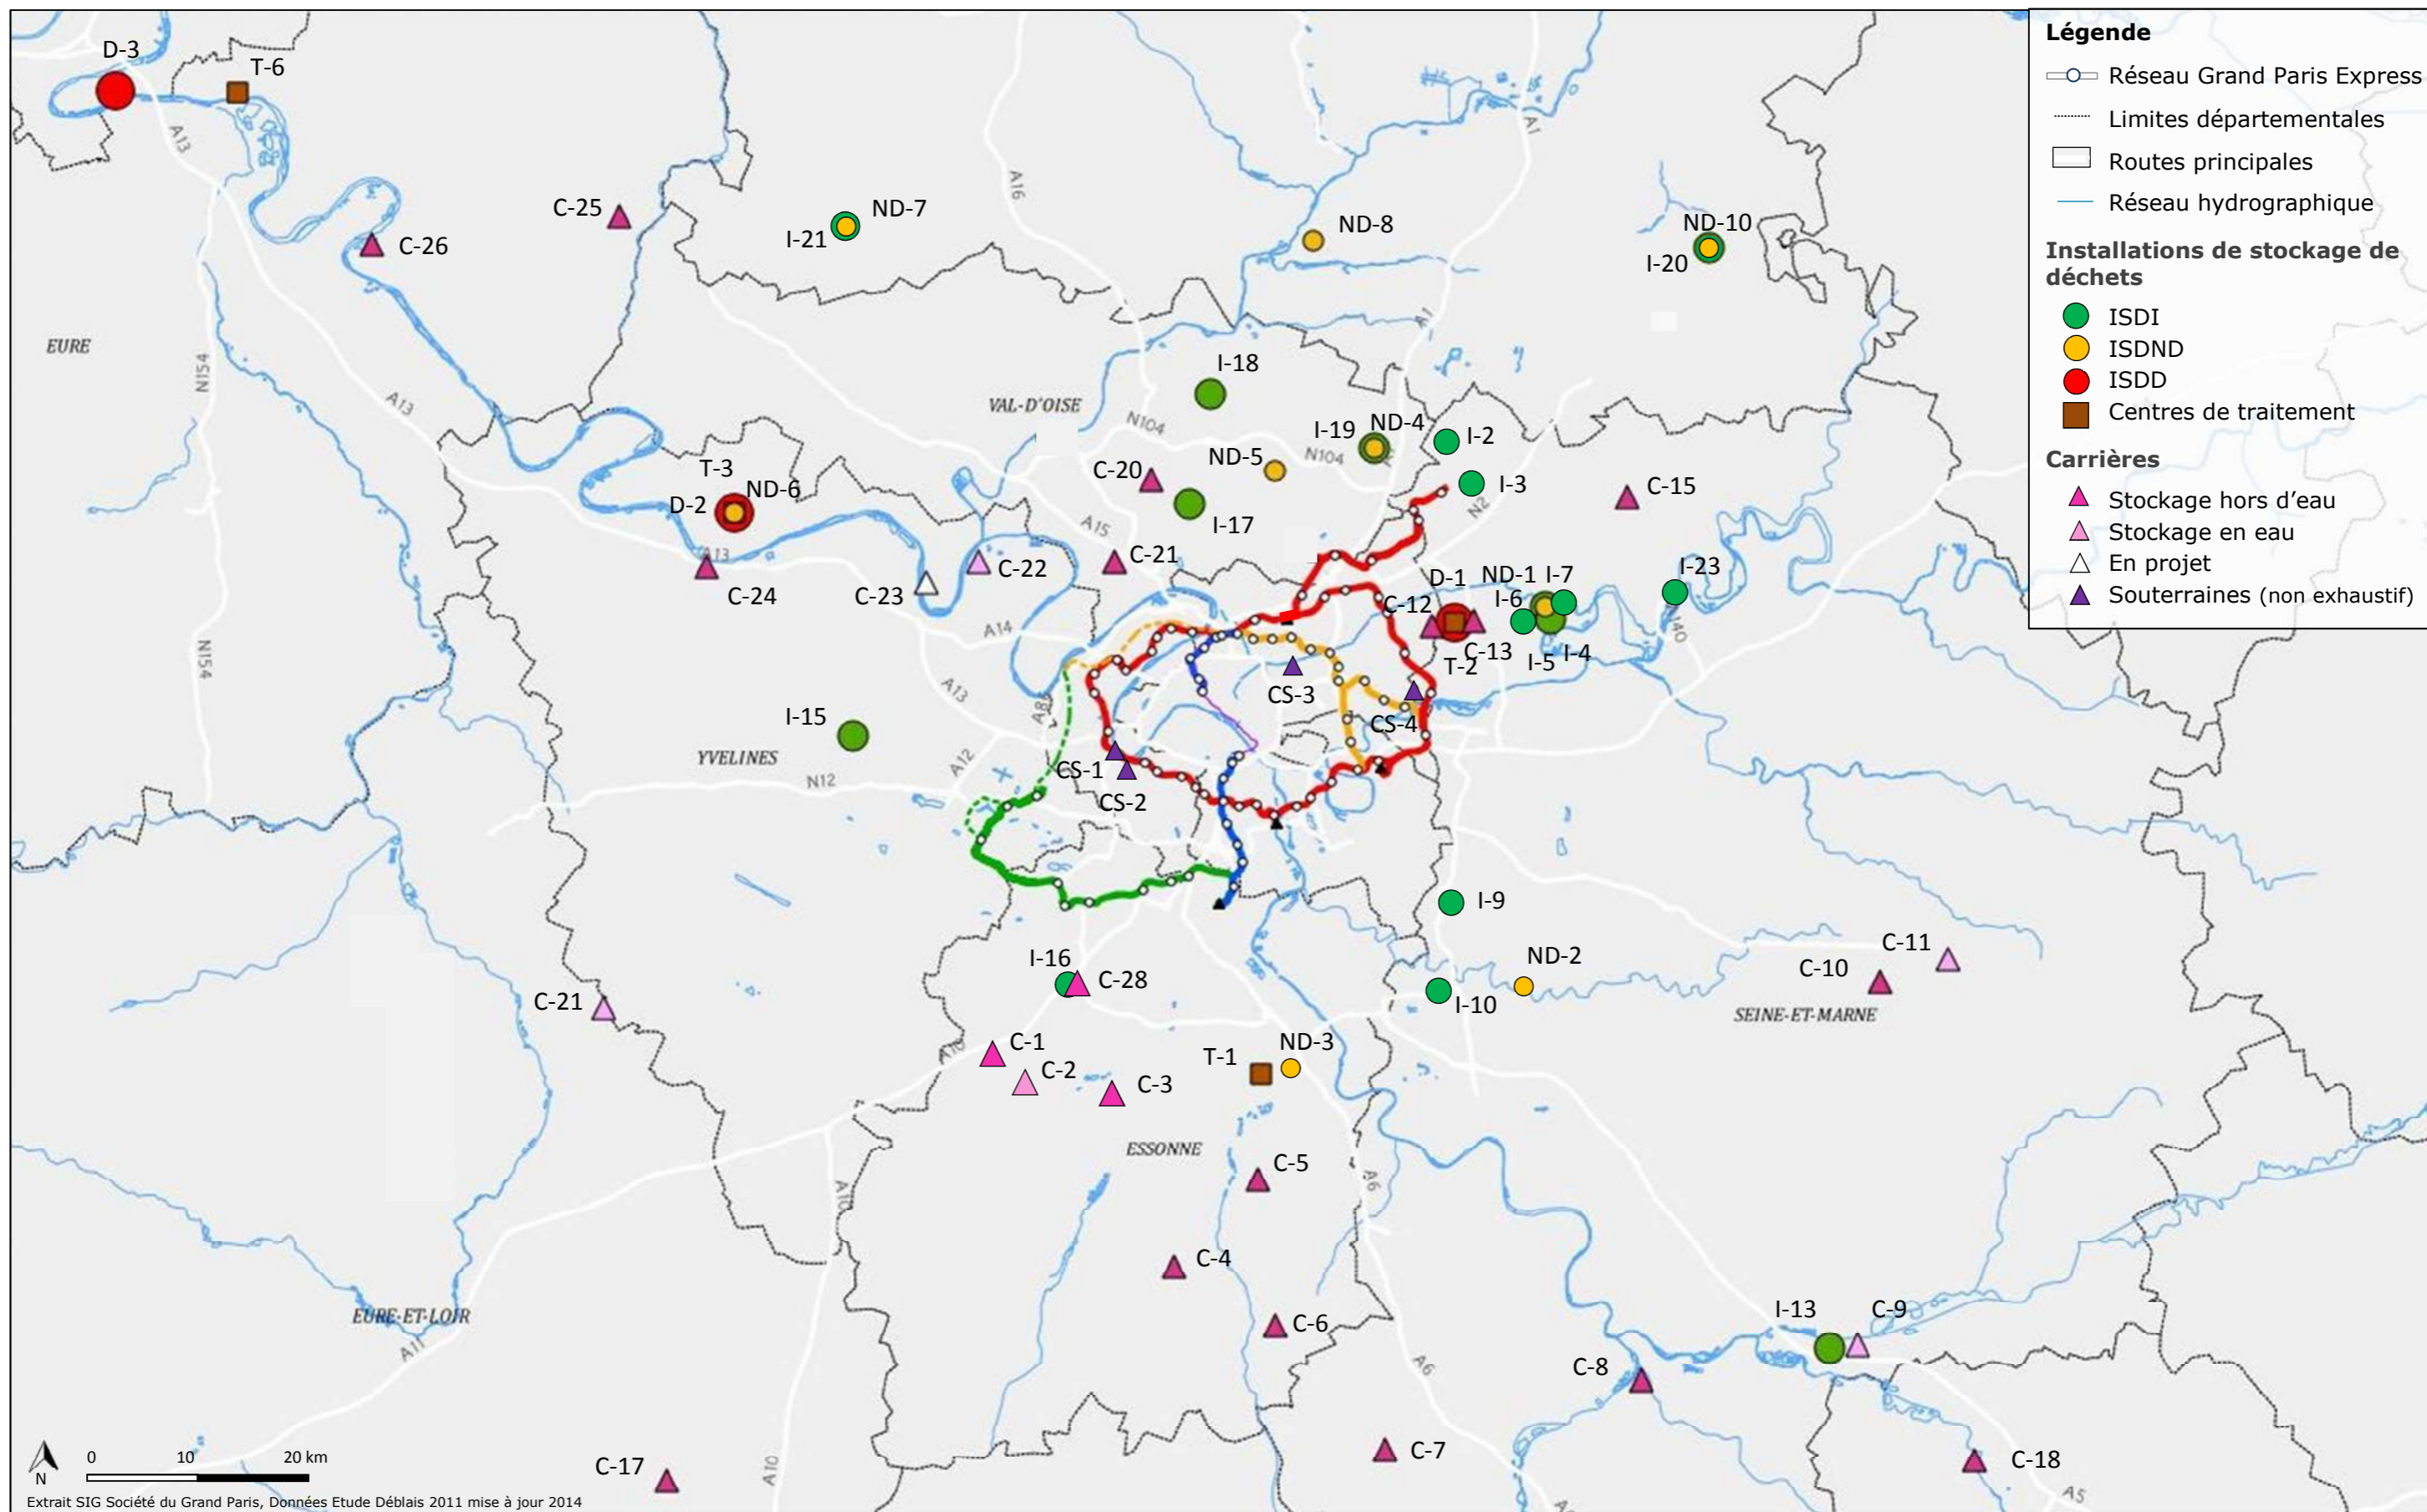 D-3
T-6
A13
C-25
C-26
I-21
ND-7
A16
ND-8
A1
ND-10
I-20
EURE
N154
A13
VAL-D'OISE
I-18
A1
N104
I-19
ND-4
I-2
N104
ND-5
C-20
I-3
N2
C-15
T-3
D-2
ND-6
I-17
A15
A13
C-24
C-21
C-22
C-23
A14
D-1
ND-1
I-7
I-6
C-12
I-23
C-13
T-2
I-5
I-4
N154
A13
CS-3
CS-4
I-15
YVELINES
N12
A12
CS-1
CS-2
I-9
I-16
C-28
ND-2
I-10
C-11
C-10
SEINE-ET-MARNE
C-21
A10
C-1
C-2
C-3
T-1
ND-3
ESSONNE
C-5
A10
A6
C-4
EURE-ET-LOIR
A11
C-6
A6
I-13
C-9
C-8
C-7
C-17
A10
C-18
A5
N
0 10 20 km
Extrait SIG Société du Grand Paris, Données Etude Déblais 2011 mise à jour 2014
Légende
Réseau Grand Paris Express
Limites départementales
Routes principales
Réseau hydrographique
Installations de stockage de
déchets
ISDI
ISDND
ISDD
Centres de traitement
Carrières
Stockage hors d'eau
Stockage en eau
En projet
Souterraines (non exhaustif)